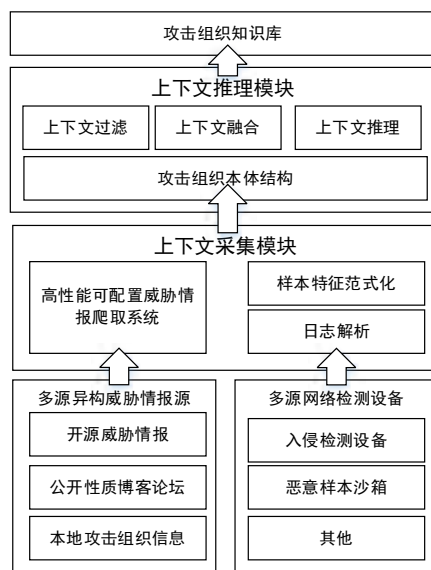 攻击组织知识库
上下文推理模块
上下文过滤
上下文融合
上下文推理
攻击组织本体结构
上下文采集模块
高性能可配置威胁情
报爬取系统
样本特征范式化
日志解析
多源异构威胁情报源
开源威胁情报
公开性质博客论坛
本地攻击组织信息
多源网络检测设备
入侵检测设备
恶意样本沙箱
其他